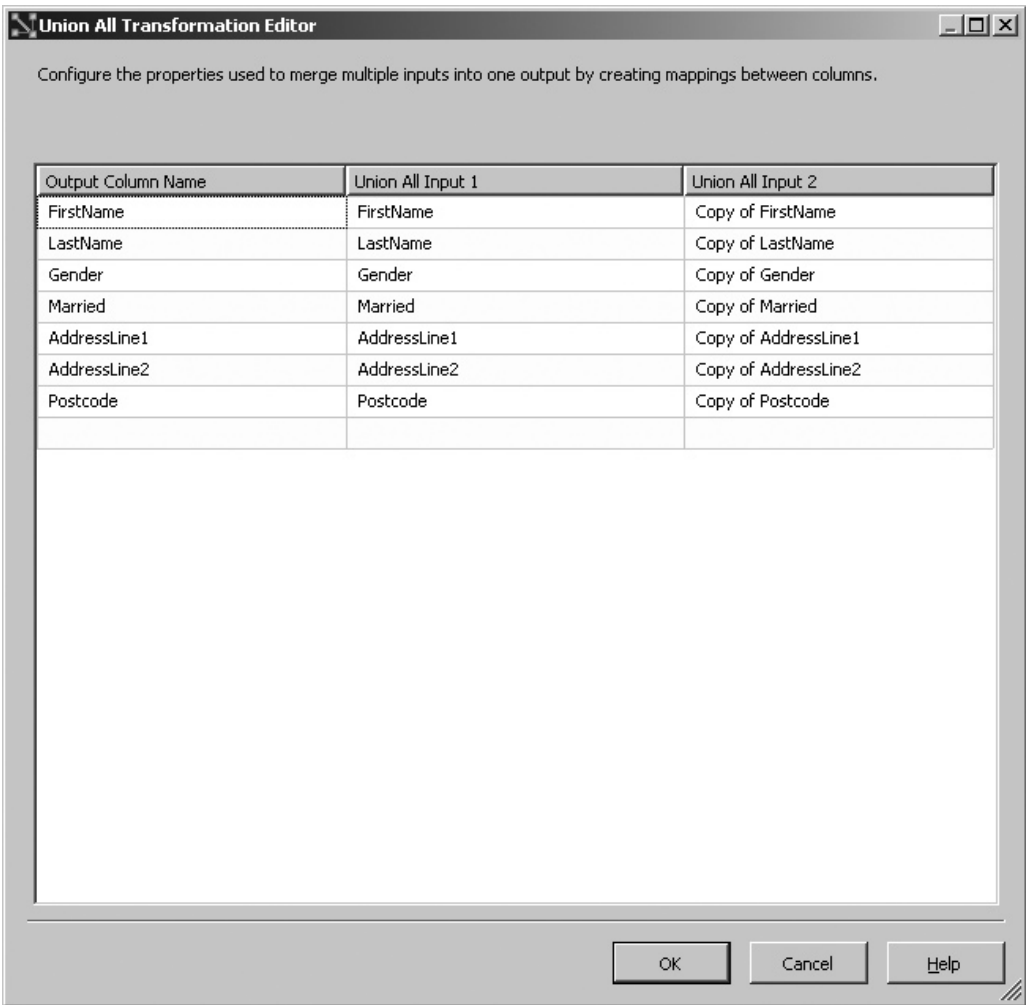 Union All Transformation Editor
Configure the properties used to merge multiple inputs into one output by creating mappings between columns.
Output Column Name Union All Input 1 Union All Input 2
FirstName FirstName Copy of FirstName
LastName LastName Copy of LastName
Gender Gender Copy of Gender
Married Married Copy of Married
AddressLine1 AddressLine1 Copy of AddressLine1
AddressLine2 AddressLine2 Copy of AddressLine2
Postcode Postcode Copy of Postcode
OK Cancel Help